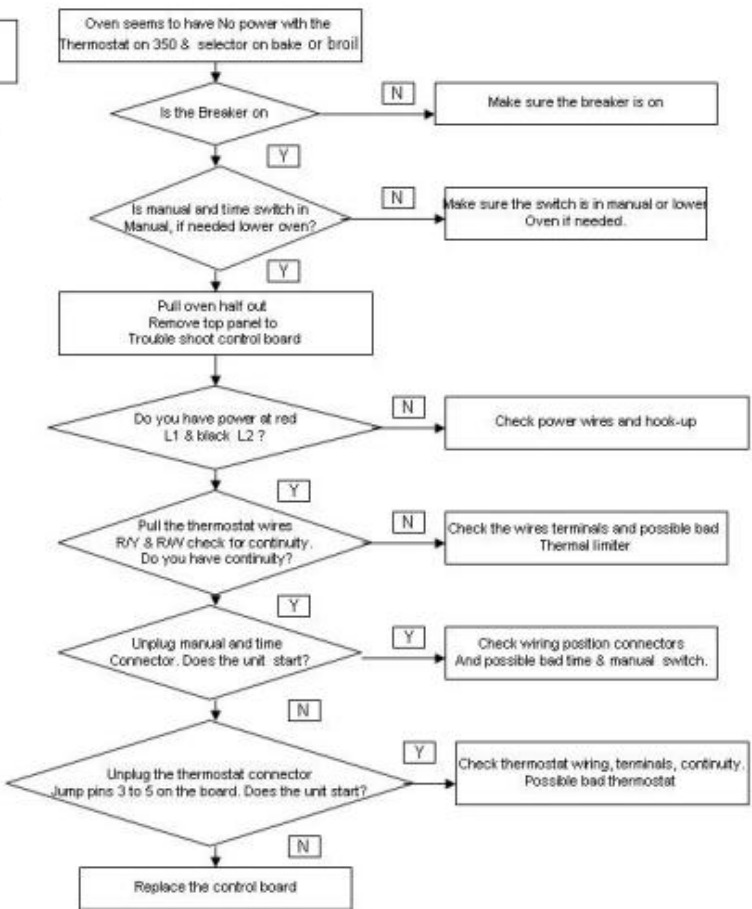 Oven seems to have No power with the
Thermostat on 350 & selector on bake or broil
Is the Breaker on
N
Make sure the breaker is on
Y
Is manual and time switch in
Manual, if needed lower oven?
N
Make sure the switch is in manual or lower
Oven if needed.
Y
Pull oven half out
Remove top panel to
Trouble shoot control board
Do you have power at red
L1 & black L2 ?
N
Check power wires and hook-up
Y
Pull the thermostat wires
R/Y & R/W check for continuity.
Do you have continuity?
N
Check the wires terminals and possible bad
Thermal limiter
Y
Unplug manual and time
Connector. Does the unit start?
Y
Check wiring position connectors
And possible bad time & manual switch.
N
Unplug the thermostat connector
Jump pins 3 to 5 on the board. Does the unit start?
Y
Check thermostat wiring, terminals, continuity.
Possible bad thermostat
N
Replace the control board